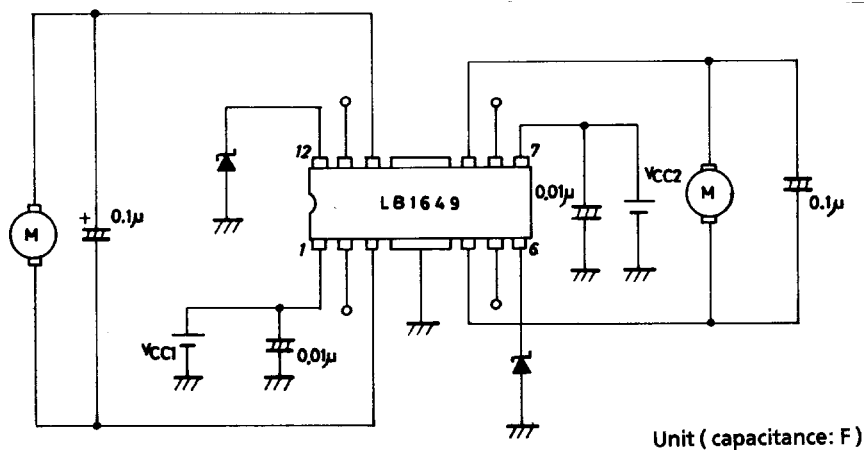 12
7
LB1649
0.01μ
VCC2
M
0.1μ
M
+
0.1μ
1
6
VCC1
0.01μ
Unit ( capacitance: F )